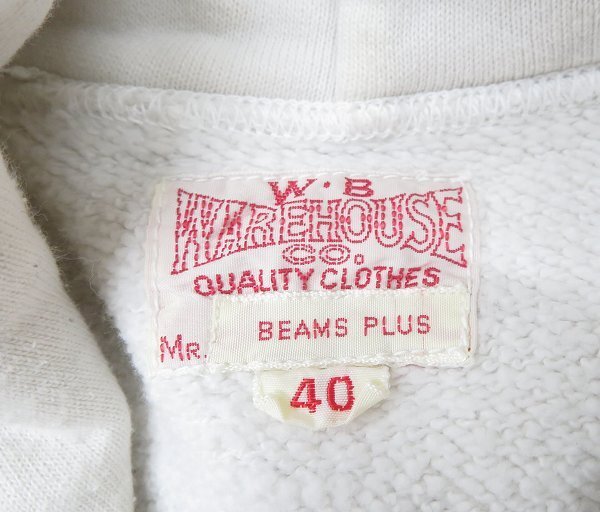 W·B
WAREHOUSE
CO.
QUALITY CLOTHES
MR. BEAMS PLUS
40